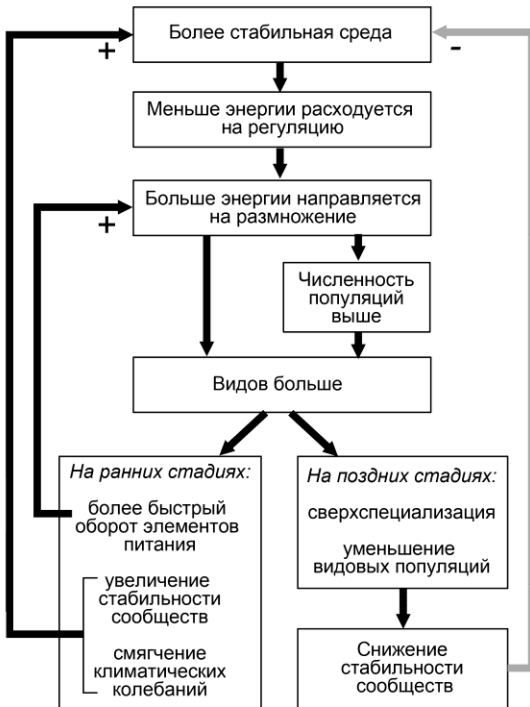 Более стабильная среда
+
-
Меньше энергии расходуется
на регуляцию
Больше энергии направляется
на размножение
+
Численность
популяций
выше
Видов больше
На ранних стадиях:
более быстрый
оборот элементов
питания
увеличение
стабильности
сообществ
смягчение
климатических
колебаний
На поздних стадиях:
сверхспециализация
уменьшение
видовых популяций
Снижение
стабильности
сообществ